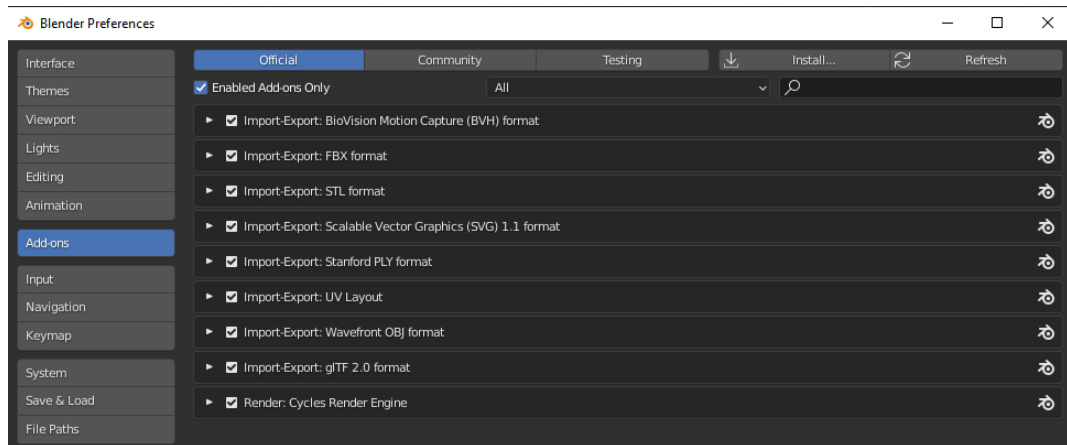 Blender Preferences
Interface
Themes
Viewport
Lights
Editing
Animation
Add-ons
Input
Navigation
Keymap
System
Save & Load
File Paths
Official Community Testing Install... Refresh
Enabled Add-ons Only All
Import-Export: BioVision Motion Capture (BVH) format
Import-Export: FBX format
Import-Export: STL format
Import-Export: Scalable Vector Graphics (SVG) 1.1 format
Import-Export: Stanford PLY format
Import-Export: UV Layout
Import-Export: Wavefront OBJ format
Import-Export: glTF 2.0 format
Render: Cycles Render Engine